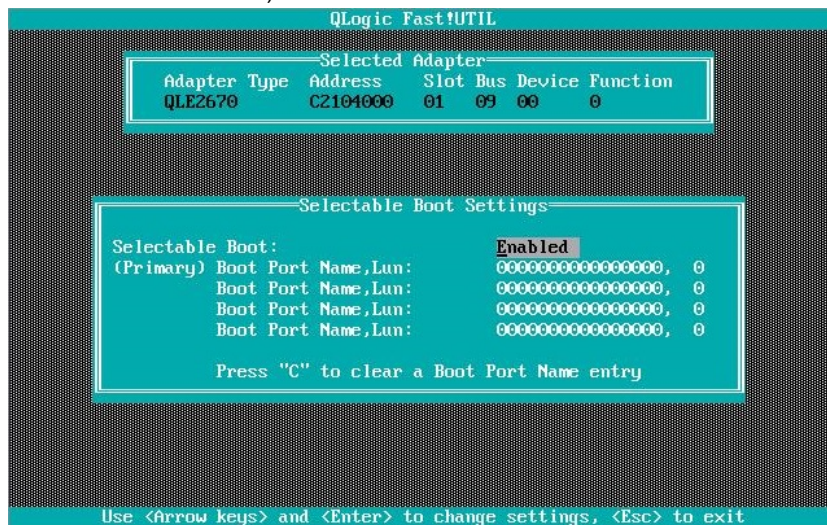 QLogic Fast!UTIL
Selected Adapter
Adapter Type Address Slot Bus Device Function
QLE2670 C2104000 01 09 00 0
Selectable Boot Settings
Selectable Boot: Enabled
(Primary) Boot Port Name,Lun: 0000000000000000, 0
Boot Port Name,Lun: 0000000000000000, 0
Boot Port Name,Lun: 0000000000000000, 0
Boot Port Name,Lun: 0000000000000000, 0
Press "C" to clear a Boot Port Name entry
Use <Arrow keys> and <Enter> to change settings, <Esc> to exit